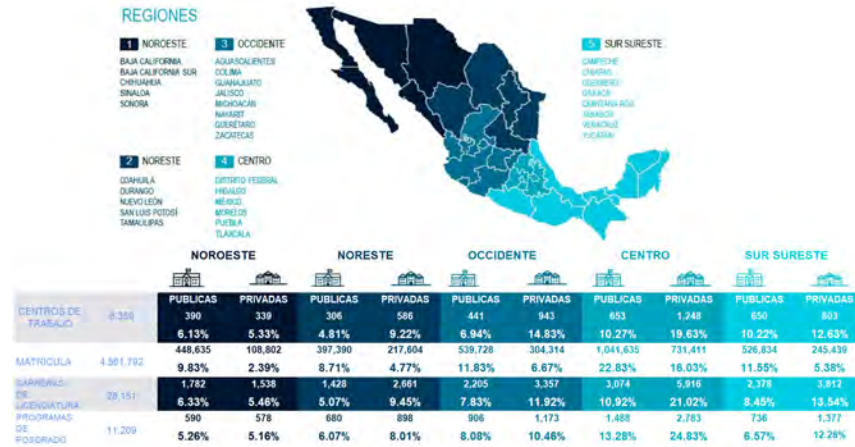 REGIONES
1 NOROESTE
BAJA CALIFORNIA
BAJA CALIFORNIA SUR
CHIHUAHUA
SINALOA
SONORA
3 OCCIDENTE
AGUASCALIENTES
COLIMA
GUANAJUATO
JALISCO
MICHOACÁN
NAYARIT
QUERÉTARO
ZACATECAS
5 SUR SURESTE
CAMPECHE
CHIAPAS
GUERRERO
OAXACA
QUINTANA ROO
TABASCO
VERACRUZ
YUCATÁN
2 NORESTE
COAHUILA
DURANGO
NUEVO LEÓN
SAN LUIS POTOSÍ
TAMAULIPAS
4 CENTRO
DISTRITO FEDERAL
HIDALGO
MÉXICO
MORELOS
PUEBLA
TLAXCALA
NOROESTE NORESTE OCCIDENTE CENTRO SUR SURESTE
PUBLICAS PRIVADAS PUBLICAS PRIVADAS PUBLICAS PRIVADAS PUBLICAS PRIVADAS PUBLICAS PRIVADAS
CENTROS DE TRABAJO 6,359 390 339 306 586 441 943 653 1,248 650 803
6.13% 5.33% 4.81% 9.22% 6.94% 14.83% 10.27% 19.63% 10.22% 12.63%
448,635 108,802 397,390 217,604 539,728 304,314 1,041,635 731,411 526,834 245,439
MATRICULA 4,561,792 9.83% 2.39% 8.71% 4.77% 11.83% 6.67% 22.83% 16.03% 11.55% 5.38%
CARRERAS DE LICENCIATURA 28,151 1,782 1,538 1,428 2,661 2,205 3,357 3,074 5,916 2,378 3,812
6.33% 5.46% 5.07% 9.45% 7.83% 11.92% 10.92% 21.02% 8.45% 13.54%
PROGRAMAS DE POSGRADO 11,209 590 578 680 898 906 1,173 1,488 2,783 736 1,377
5.26% 5.16% 6.07% 8.01% 8.08% 10.46% 13.28% 24.83% 6.57% 12.28%